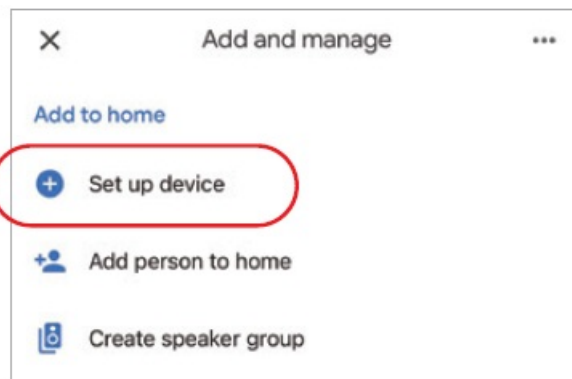 Add and manage
Add to home
Set up device
Add person to home
Create speaker group